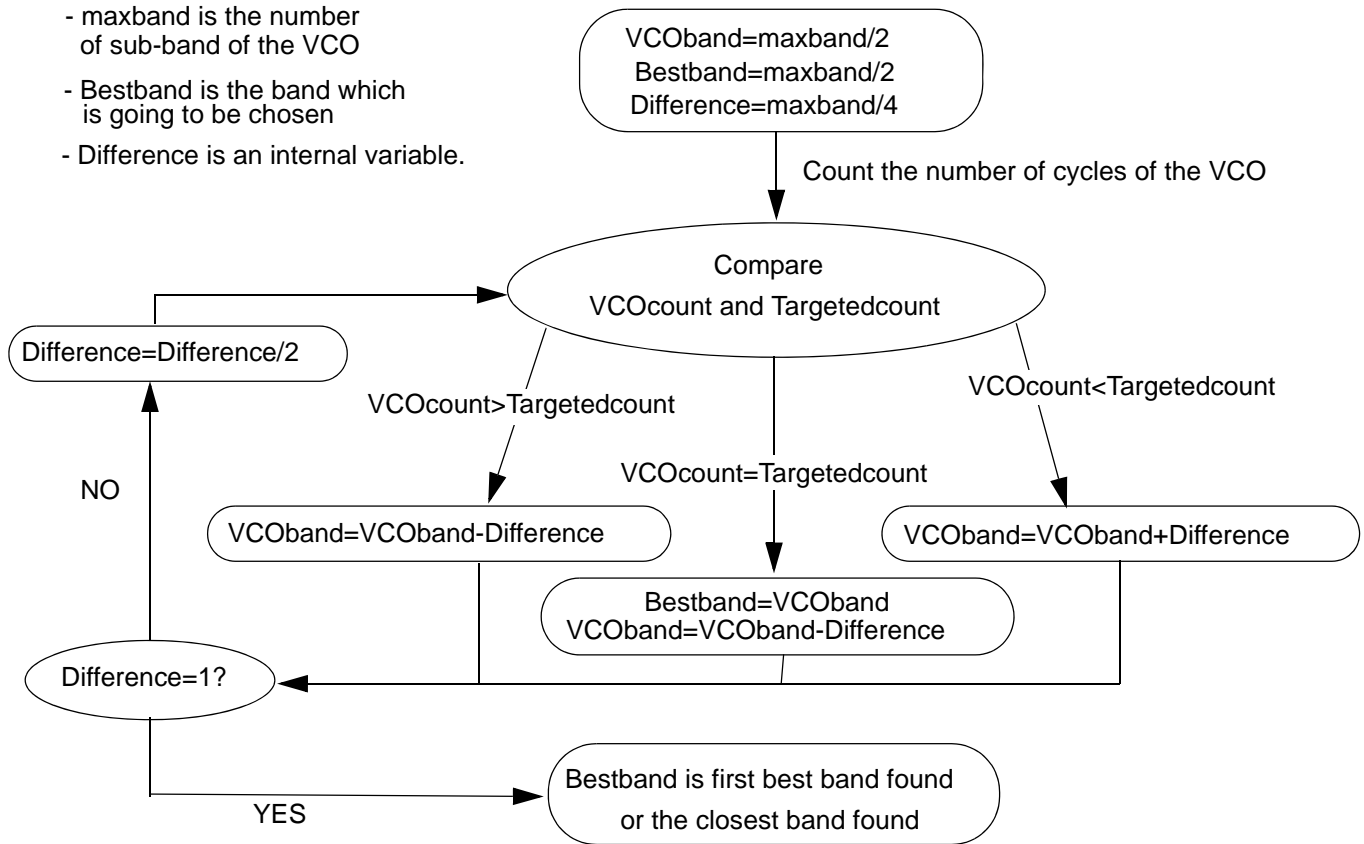 - maxband is the number
of sub-band of the VCO
- Bestband is the band which
is going to be chosen
- Difference is an internal variable.
VCOband=maxband/2
Bestband=maxband/2
Difference=maxband/4
Count the number of cycles of the VCO
Compare
VCOcount and Targetedcount
Difference=Difference/2
VCOcount>Targetedcount
VCOcount=Targetedcount
VCOcount<Targetedcount
NO
VCOband=VCOband-Difference
VCOband=VCOband+Difference
Bestband=VCOband
VCOband=VCOband-Difference
Difference=1?
YES
Bestband is first best band found
or the closest band found